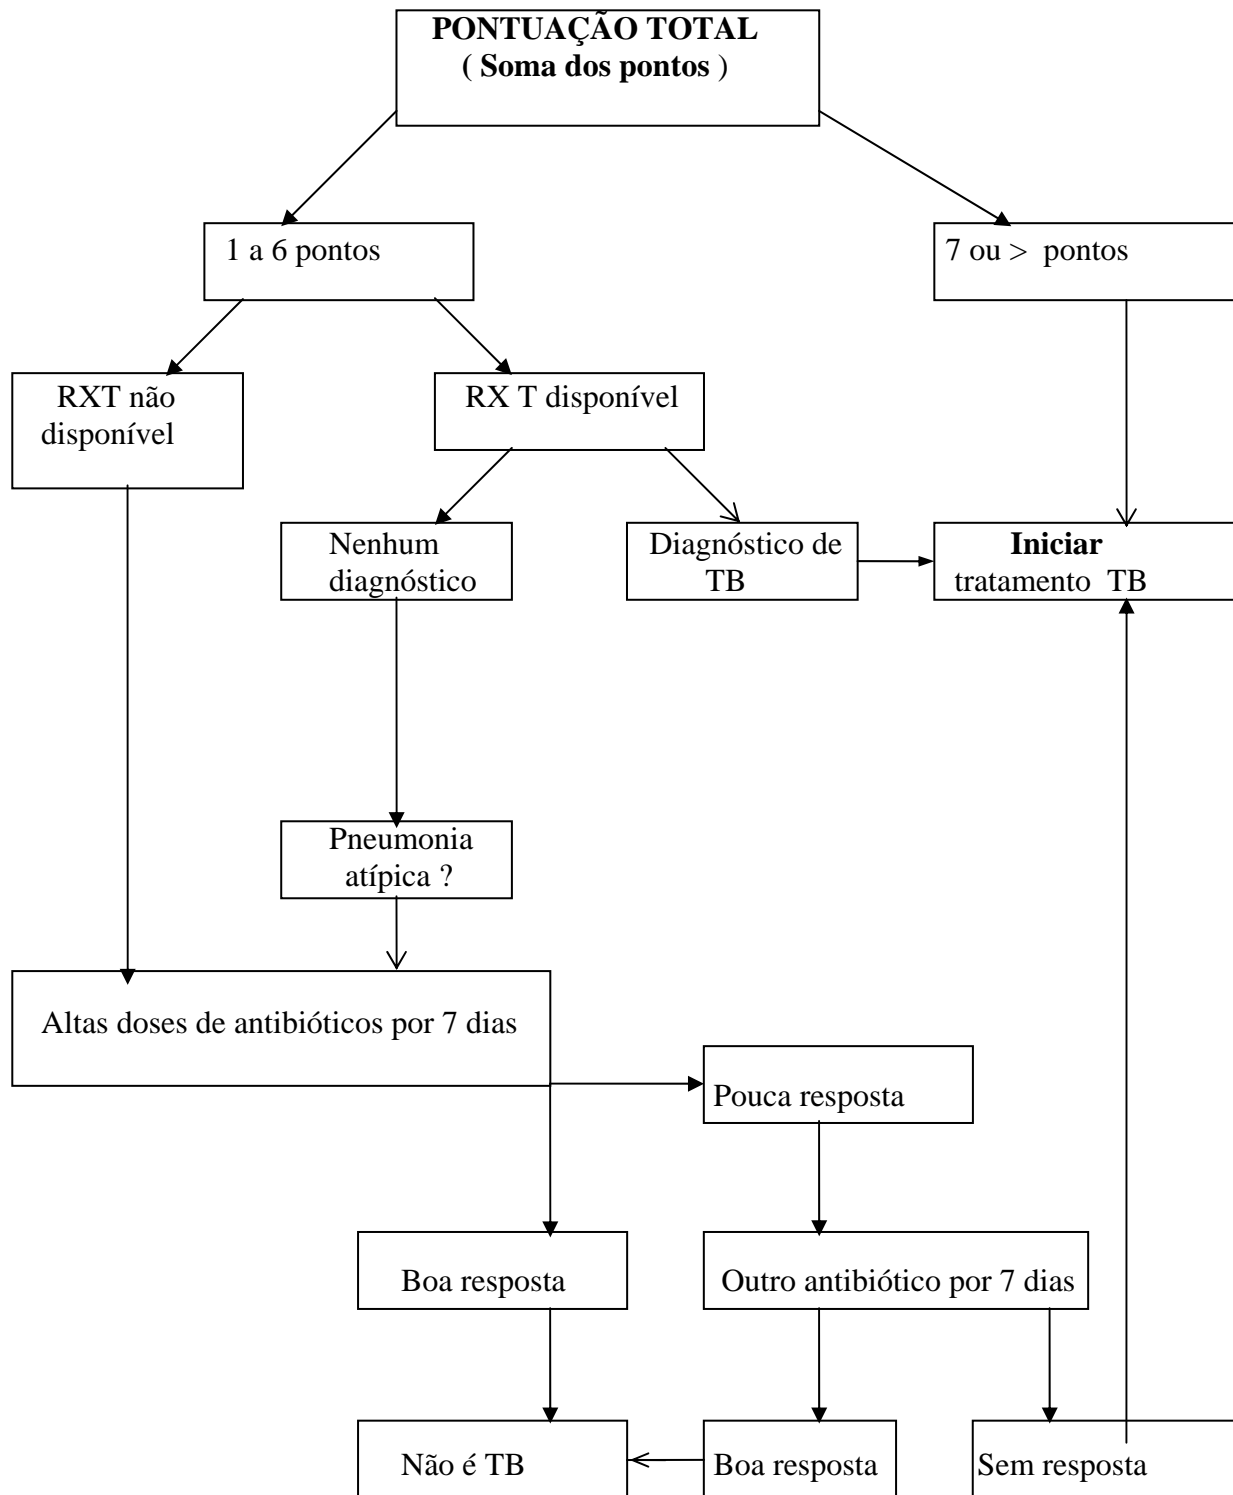 PONTUAÇÃO TOTAL
( Soma dos pontos )
1 a 6 pontos
7 ou > pontos
RXT não
disponível
RX T disponível
Nenhum
diagnóstico
Diagnóstico de
TB
Iniciar
tratamento TB
Pneumonia
atípica ?
Altas doses de antibióticos por 7 dias
Pouca resposta
Boa resposta
Outro antibiótico por 7 dias
Não é TB
Boa resposta
Sem resposta